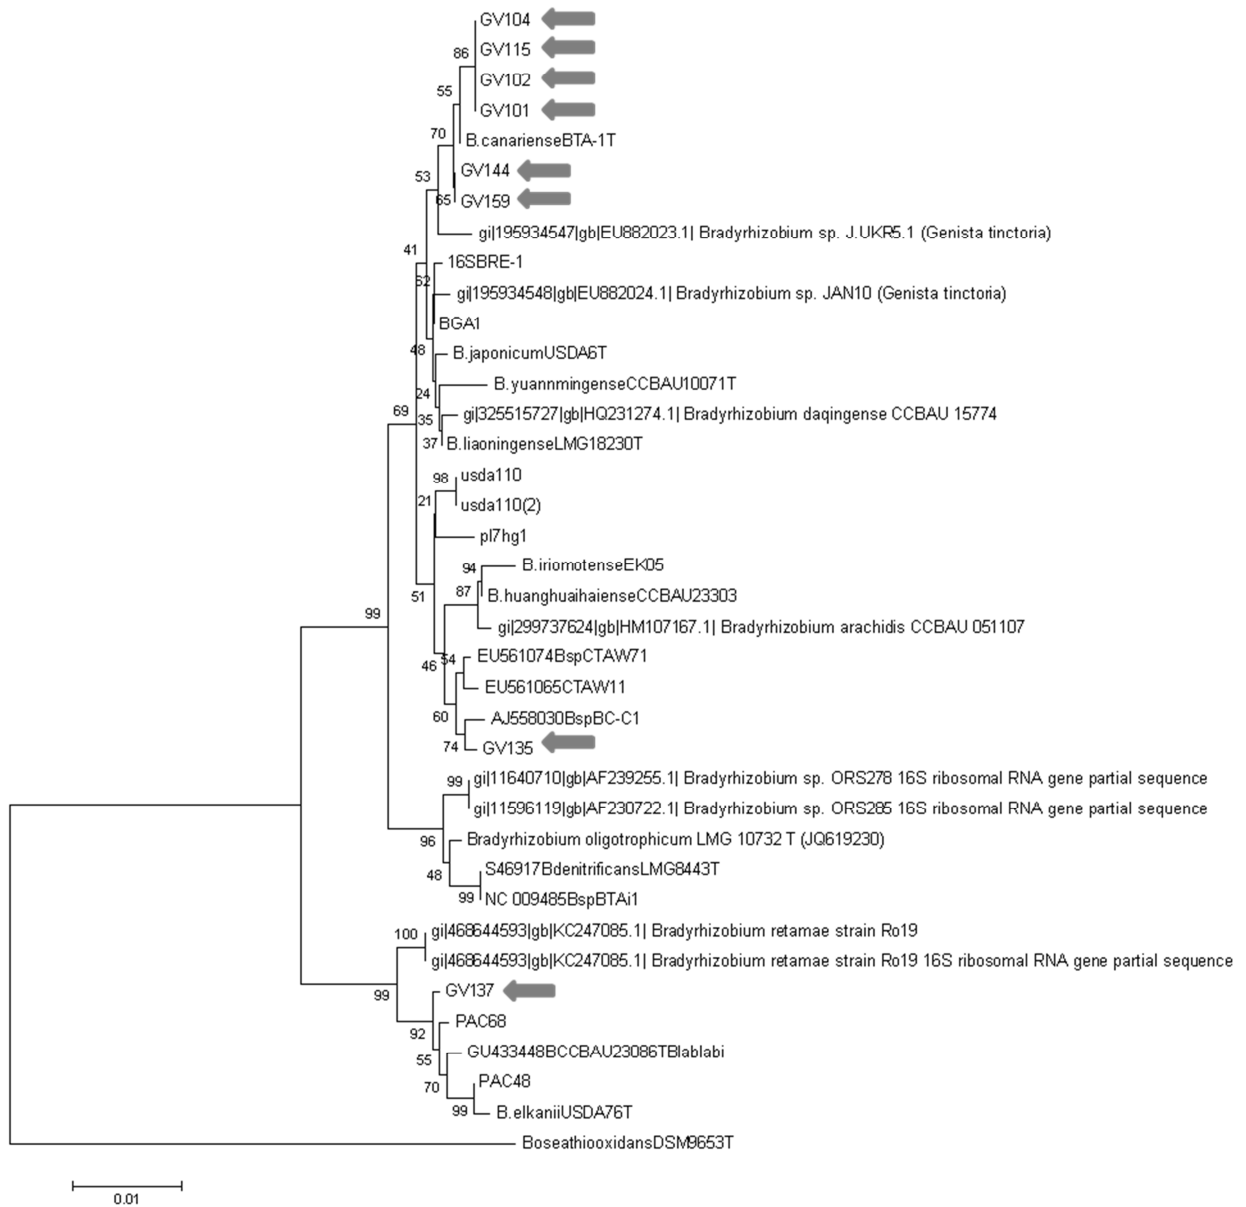 GV104
86
GV115
GV102
55
GV101
70
B.canarienseBTA-1T
GV144
53
65
GV159
gi|195934547|gb|EU882023.1| Bradyrhizobium sp. J.UKR5.1 (Genista tinctoria)
41
16SBRE-1
62
gi|195934548|gb|EU882024.1| Bradyrhizobium sp. JAN10 (Genista tinctoria)
BGA1
48
B.japonicumUSDA6T
B.yuannmingenseCCBAU10071T
24
69
35
gi|325515727|gb|HQ231274.1| Bradyrhizobium daqingense CCBAU 15774
37
B.liaoningenseLMG18230T
98
usda110
21
usda110(2)
pl7hg1
94
B.iriomotenseEK05
87
B.huanghuaihaienseCCBAU23303
51
99
gi|299737624|gb|HM107167.1| Bradyrhizobium arachidis CCBAU 051107
54
EU561074BspCTAW71
46
EU561065CTAW11
60
AJ558030BspBC-C1
74
GV135
99
gi|11640710|gb|AF239255.1| Bradyrhizobium sp. ORS278 16S ribosomal RNA gene partial sequence
gi|11596119|gb|AF230722.1| Bradyrhizobium sp. ORS285 16S ribosomal RNA gene partial sequence
96
Bradyrhizobium oligotrophicum LMG 10732 T (JQ619230)
48
S46917BdenitrificansLMG8443T
99
NC 009485BspBTAi1
100
gi|468644593|gb|KC247085.1| Bradyrhizobium retamae strain Ro19
gi|468644593|gb|KC247085.1| Bradyrhizobium retamae strain Ro19 16S ribosomal RNA gene partial sequence
99
GV137
92
PAC68
55
GU433448BCCBAU23086TBlablabi
70
PAC48
99
B.elkaniiUSDA76T
BoseathiooxidansDSM9653T
0.01